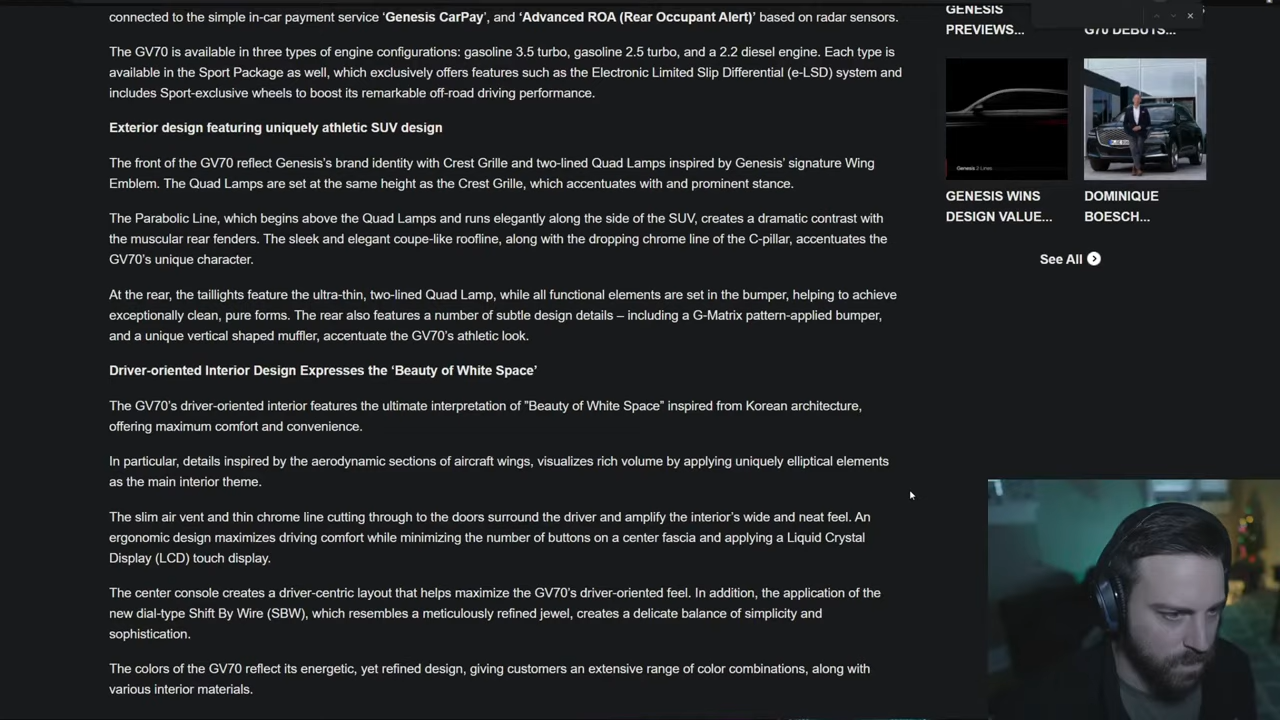 connected to the simple in-car payment service ‘Genesis CarPay’, and ‘Advanced ROA (Rear Occupant Alert)’ based on radar sensors.
The GV70 is available in three types of engine configurations: gasoline 3.5 turbo, gasoline 2.5 turbo, and a 2.2 diesel engine. Each type is
available in the Sport Package as well, which exclusively offers features such as the Electronic Limited Slip Differential (e-LSD) system and
includes Sport-exclusive wheels to boost its remarkable off-road driving performance.
Exterior design featuring uniquely athletic SUV design
The front of the GV70 reflect Genesis’s brand identity with Crest Grille and two-lined Quad Lamps inspired by Genesis’ signature Wing
Emblem. The Quad Lamps are set at the same height as the Crest Grille, which accentuates with and prominent stance.
The Parabolic Line, which begins above the Quad Lamps and runs elegantly along the side of the SUV, creates a dramatic contrast with
the muscular rear fenders. The sleek and elegant coupe-like roofline, along with the dropping chrome line of the C-pillar, accentuates the
GV70’s unique character.
At the rear, the taillights feature the ultra-thin, two-lined Quad Lamp, while all functional elements are set in the bumper, helping to achieve
exceptionally clean, pure forms. The rear also features a number of subtle design details – including a G-Matrix pattern-applied bumper,
and a unique vertical shaped muffler, accentuate the GV70’s athletic look.
Driver-oriented Interior Design Expresses the ‘Beauty of White Space’
The GV70’s driver-oriented interior features the ultimate interpretation of "Beauty of White Space” inspired from Korean architecture,
offering maximum comfort and convenience.
In particular, details inspired by the aerodynamic sections of aircraft wings, visualizes rich volume by applying uniquely elliptical elements
as the main interior theme.
The slim air vent and thin chrome line cutting through to the doors surround the driver and amplify the interior’s wide and neat feel. An
ergonomic design maximizes driving comfort while minimizing the number of buttons on a center fascia and applying a Liquid Crystal
Display (LCD) touch display.
The center console creates a driver-centric layout that helps maximize the GV70’s driver-oriented feel. In addition, the application of the
new dial-type Shift By Wire (SBW), which resembles a meticulously refined jewel, creates a delicate balance of simplicity and
sophistication.
The colors of the GV70 reflect its energetic, yet refined design, giving customers an extensive range of color combinations, along with
various interior materials.
GENESIS
PREVIEWS...
G70 DEBUTS...
Genesis 2 Lines
GENESIS WINS
DESIGN VALUE...
DOMINIQUE
BOESCH...
See All